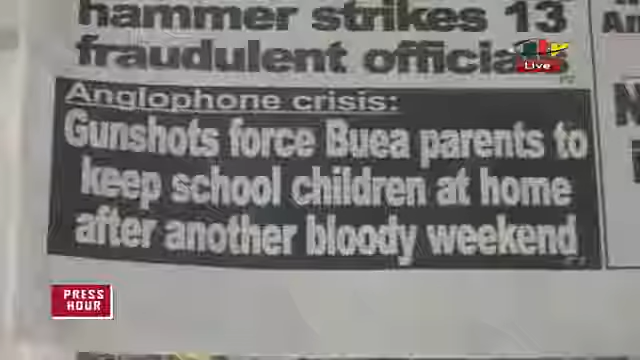 hammer strikes 13
fraudulent officials
Live
Anglophone crisis:
Gunshots force Buea parents to
keep school children at home
after another bloody weekend
PRESS
HOUR